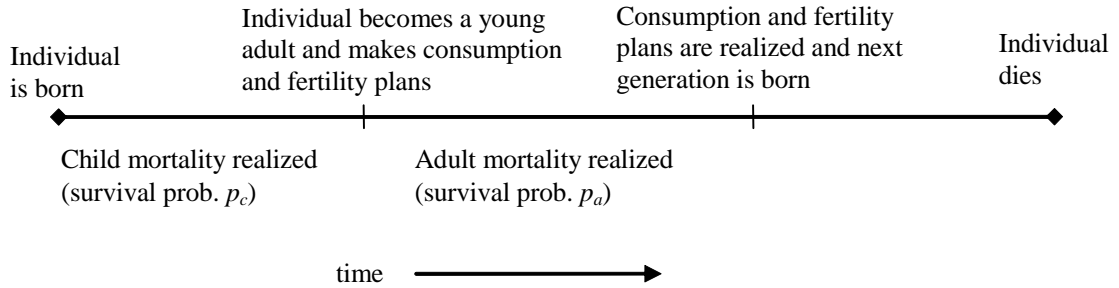 Individual
is born
Individual becomes a young
adult and makes consumption
and fertility plans
Consumption and fertility
plans are realized and next
generation is born
Individual
dies
Child mortality realized
(survival prob. pc)
Adult mortality realized
(survival prob. pa)
time